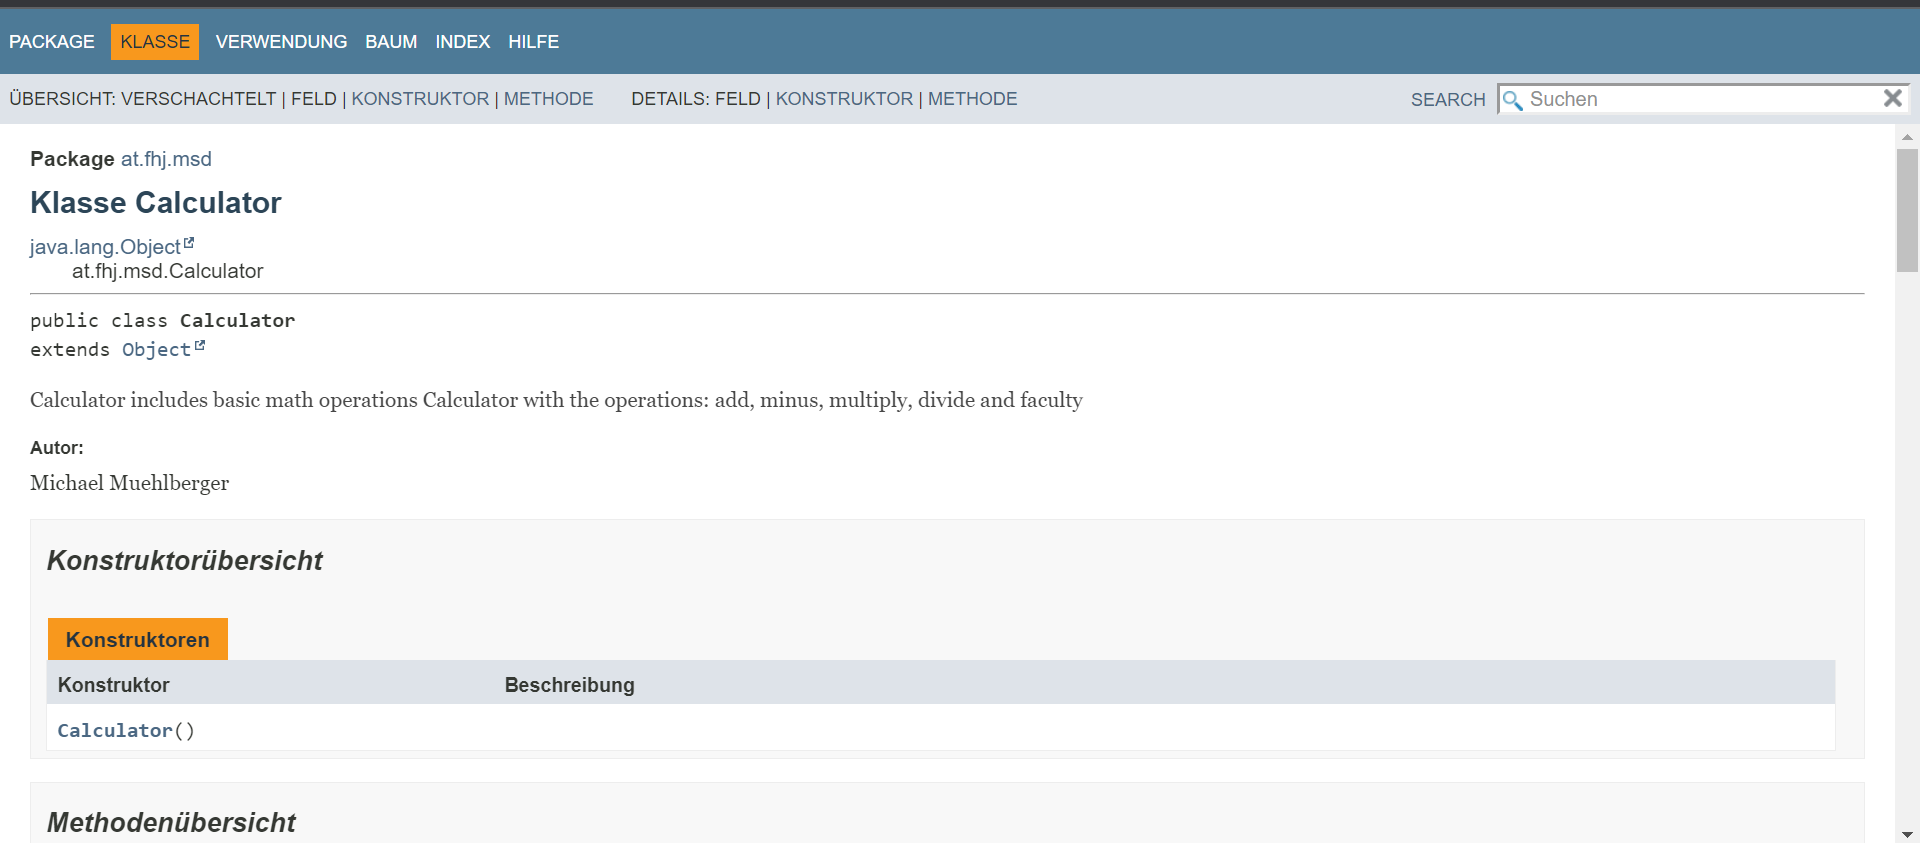 PACKAGE KLASSE VERWENDUNG BAUM INDEX HILFE
ÜBERSICHT: VERSCHACHTELT | FELD | KONSTRUKTOR | METHODE DETAILS: FELD | KONSTRUKTOR | METHODE SEARCH Suchen
Package at.fhj.msd
Klasse Calculator
java.lang.Object
at.fhj.msd.Calculator
public class Calculator
extends Object
Calculator includes basic math operations Calculator with the operations: add, minus, multiply, divide and faculty
Autor:
Michael Muehlberger
Konstruktorübersicht
Konstruktoren
Konstruktor Beschreibung
Calculator()
Methodenübersicht